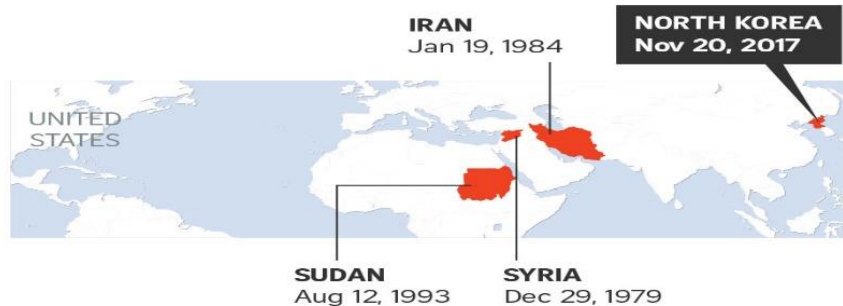 IRAN
Jan 19, 1984
NORTH KOREA
Nov 20, 2017
UNITED
STATES
SUDAN
Aug 12, 1993
SYRIA
Dec 29, 1979